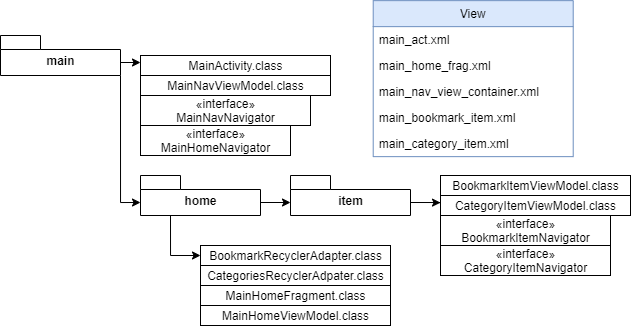 main
MainActivity.class
MainNavViewModel.class
«interface»
MainNavNavigator
«interface»
MainHomeNavigator
View
main_act.xml
main_home_frag.xml
main_nav_view_container.xml
main_bookmark_item.xml
main_category_item.xml
home
item
BookmarkItemViewModel.class
CategoryItemViewModel.class
«interface»
BookmarkItemNavigator
«interface»
CategoryItemNavigator
BookmarkRecyclerAdapter.class
CategoriesRecyclerAdpater.class
MainHomeFragment.class
MainHomeViewModel.class